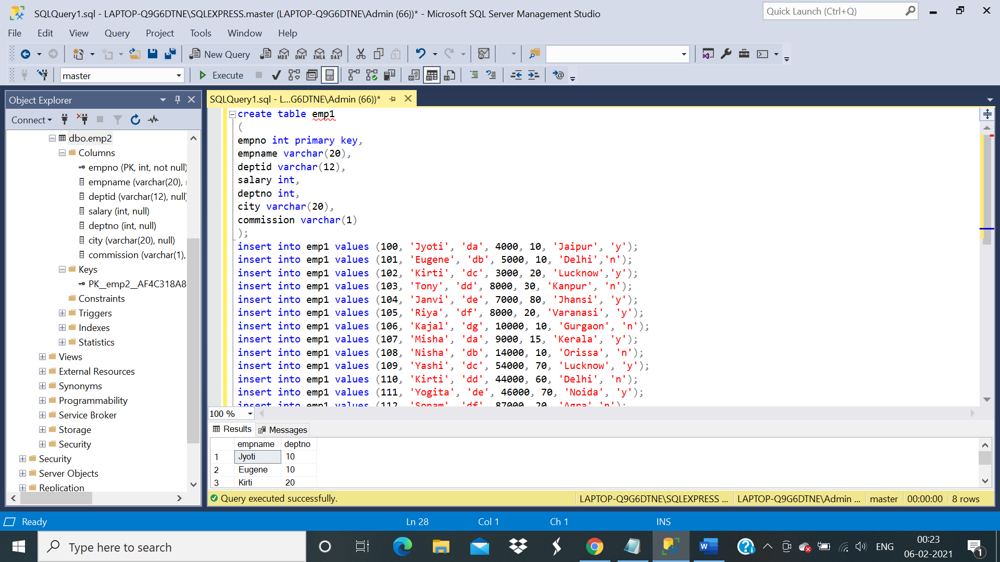 SQLQuery1.sql - LAPTOP-Q9G6DTNE\SQLEXPRESS.master (LAPTOP-Q9G6DTNE\Admin (66))* - Microsoft SQL Server Management Studio
Quick Launch (Ctrl+Q)
File Edit View Query Project Tools Window Help
New Query MDX DMX XMLA DAX
master Execute
Object Explorer
Connect
dbo.emp2
Columns
empno (PK, int, not null)
empname (varchar(20),
deptid (varchar(12), null)
salary (int, null)
deptno (int, null)
city (varchar(20), null)
commission (varchar(1),
Keys
PK__emp2__AF4C318A8
Constraints
Triggers
Indexes
Statistics
Views
External Resources
Synonyms
Programmability
Service Broker
Storage
Security
Security
Server Objects
Replication
SQLQuery1.sql - L...G6DTNE\Admin (66))*
create table emp1
(
empno int primary key,
empname varchar(20),
deptid varchar(12),
salary int,
deptno int,
city varchar(20),
commission varchar(1)
);
insert into emp1 values (100, 'Jyoti', 'da', 4000, 10, 'Jaipur', 'y');
insert into emp1 values (101, 'Eugene', 'db', 5000, 10, 'Delhi','n');
insert into emp1 values (102, 'Kirti', 'dc', 3000, 20, 'Lucknow','y');
insert into emp1 values (103, 'Tony', 'dd', 8000, 30, 'Kanpur', 'n');
insert into emp1 values (104, 'Janvi', 'de', 7000, 80, 'Jhansi', 'y');
insert into emp1 values (105, 'Riya', 'df', 8000, 20, 'Varanasi', 'y');
insert into emp1 values (106, 'Kajal', 'dg', 10000, 10, 'Gurgaon', 'n');
insert into emp1 values (107, 'Misha', 'da', 9000, 15, 'Kerala', 'y');
insert into emp1 values (108, 'Nisha', 'db', 14000, 10, 'Orissa', 'n');
insert into emp1 values (109, 'Yashi', 'dc', 54000, 70, 'Lucknow', 'y');
insert into emp1 values (110, 'Kirti', 'dd', 44000, 60, 'Delhi', 'n');
insert into emp1 values (111, 'Yogita', 'de', 46000, 70, 'Noida', 'y');
insert into emp1 values (112, 'Sonam', 'df', 87000, 20, 'Agra','n');
100 %
Results Messages
empname deptno
1 Jyoti 10
2 Eugene 10
3 Kirti 20
Query executed successfully. LAPTOP-Q9G6DTNE\SQLEXPRESS ... LAPTOP-Q9G6DTNE\Admin ... master 00:00:00 8 rows
Ready Ln 28 Col 1 Ch 1 INS
Type here to search
ENG
00:23
06-02-2021
1